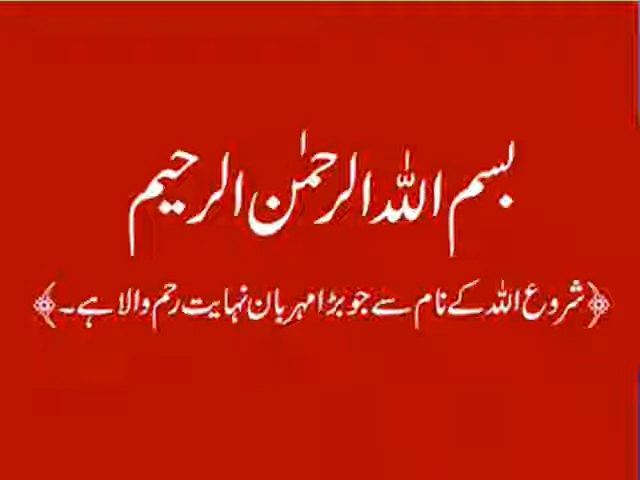 بسم اللہ الرحمٰن الرحیم
﴿شروع اللہ کے نام سے جو بڑا مہربان نہایت رحم والا ہے۔﴾